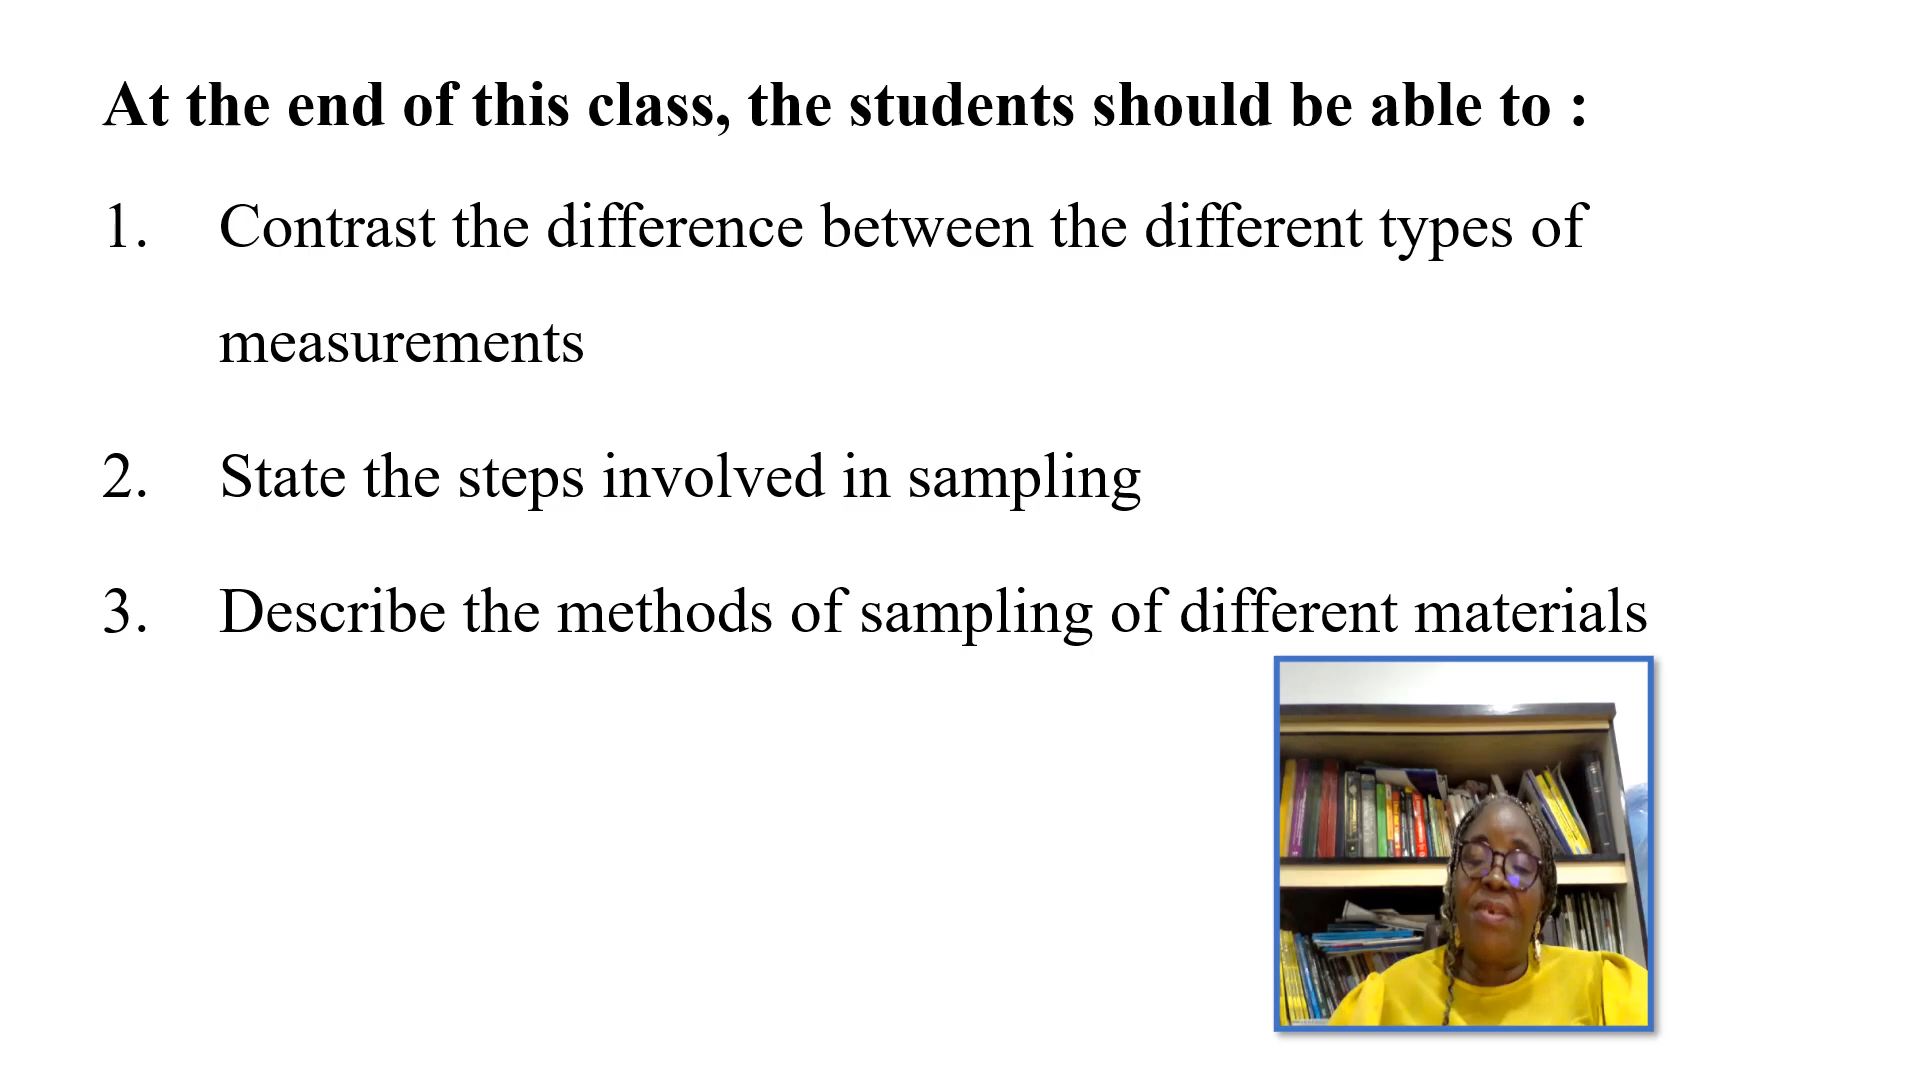 At the end of this class, the students should be able to :
1. Contrast the difference between the different types of
measurements
2. State the steps involved in sampling
3. Describe the methods of sampling of different materials